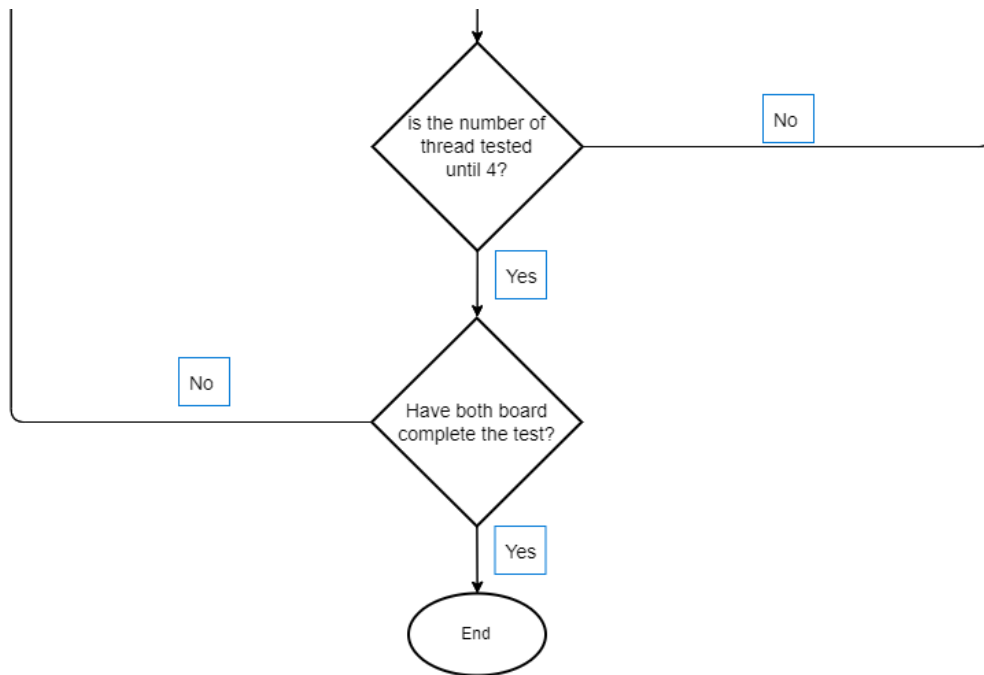 is the number of
thread tested
until 4?
No
Yes
No
Have both board
complete the test?
Yes
End